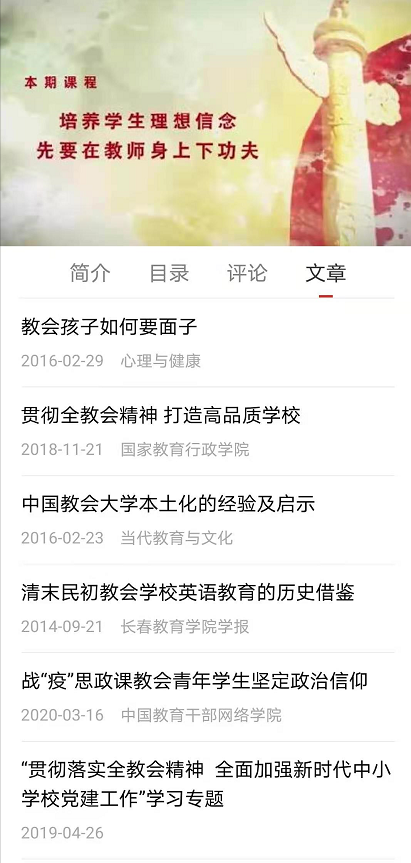 本期课程
培养学生理想信念
先要在教师身上下功夫
简介 目录 评论 文章
教会孩子如何要面子
2016-02-29 心理与健康
贯彻全教会精神 打造高品质学校
2018-11-21 国家教育行政学院
中国教会大学本土化的经验及启示
2016-02-23 当代教育与文化
清末民初教会学校英语教育的历史借鉴
2014-09-21 长春教育学院学报
战“疫”思政课教会青年学生坚定政治信仰
2020-03-16 中国教育干部网络学院
“贯彻落实全教会精神 全面加强新时代中小
学校党建工作”学习专题
2019-04-26